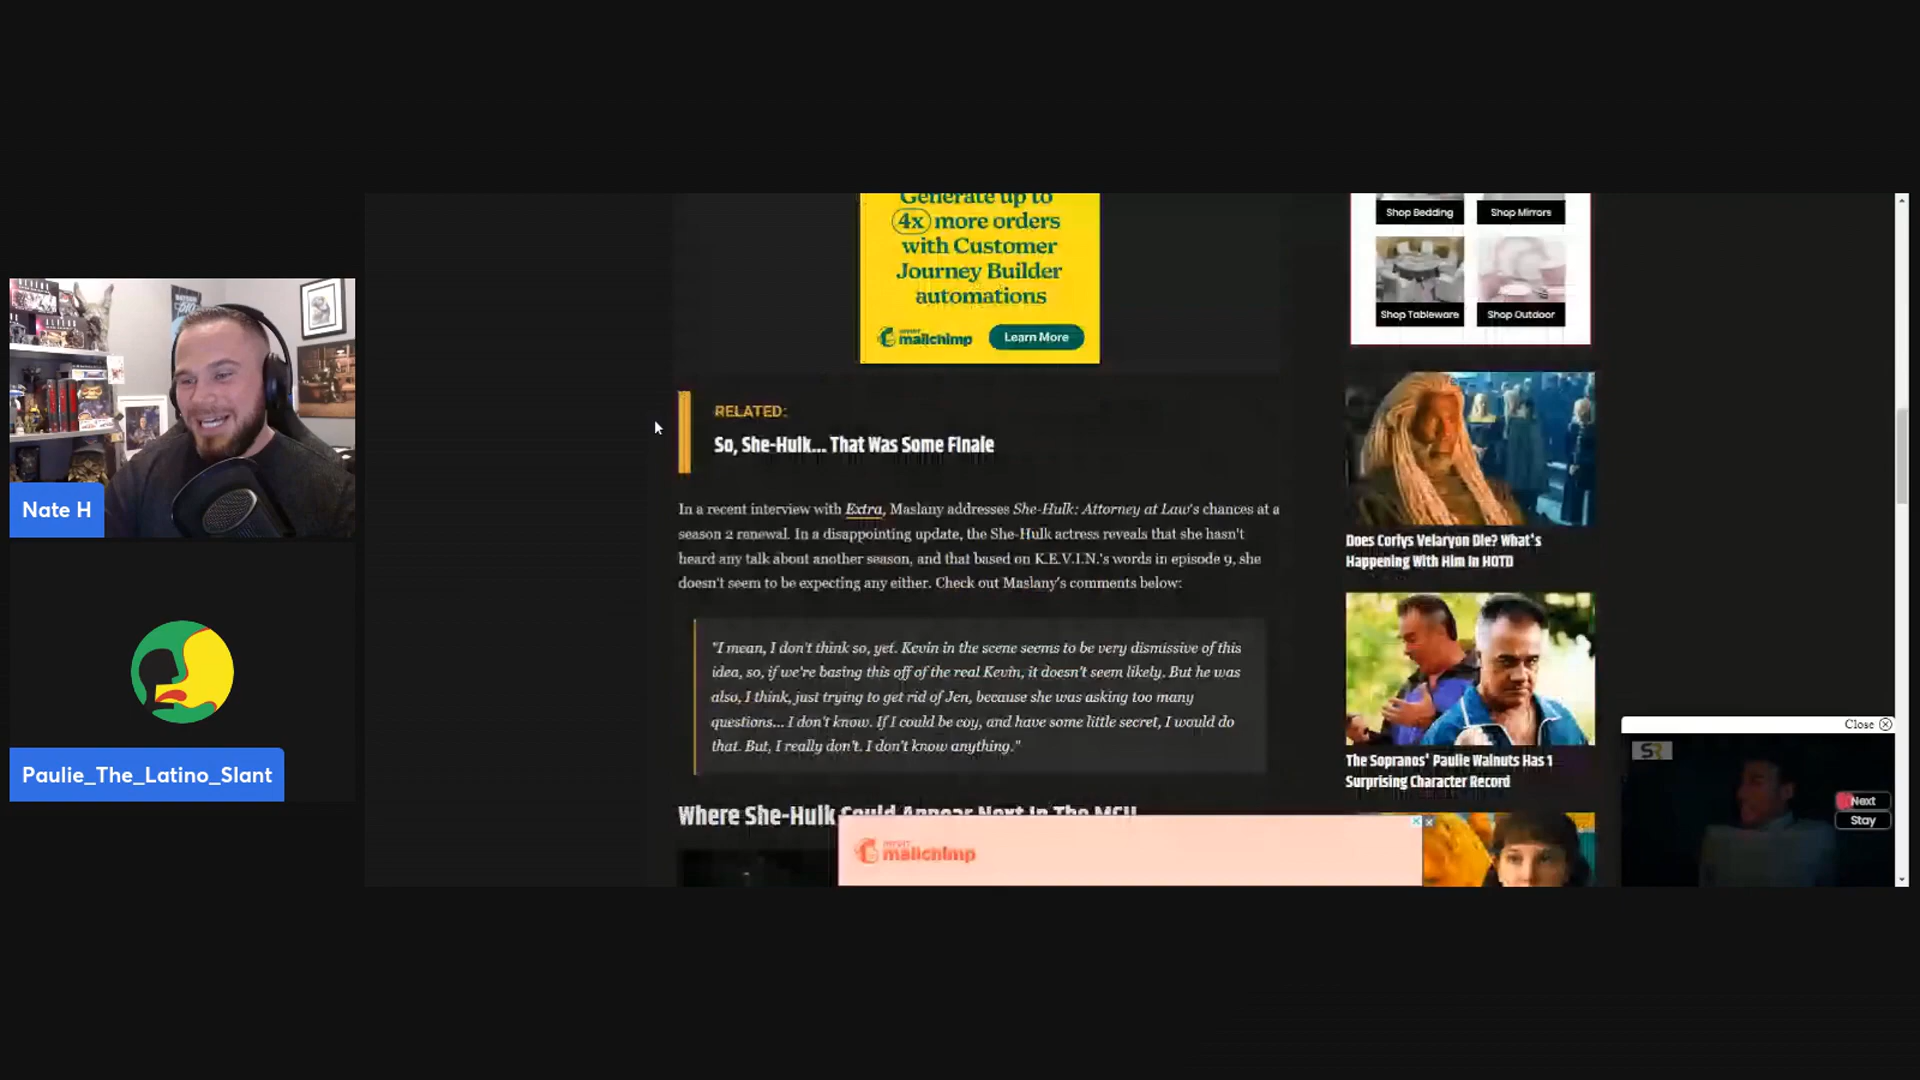 Generate up to
4x more orders
with Customer
Journey Builder
automations
INTUIT
mailchimp
Learn More
Shop Bedding
Shop Mirrors
Shop Tableware
Shop Outdoor
RELATED:
So, She-Hulk... That Was Some Finale
In a recent interview with Extra, Maslany addresses She-Hulk: Attorney at Law's chances at a
season 2 renewal. In a disappointing update, the She-Hulk actress reveals that she hasn't
heard any talk about another season, and that based on K.E.V.I.N.'s words in episode 9, she
doesn't seem to be expecting any either. Check out Maslany's comments below:
"I mean, I don't think so, yet. Kevin in the scene seems to be very dismissive of this
idea, so, if we're basing this off of the real Kevin, it doesn't seem likely. But he was
also, I think, just trying to get rid of Jen, because she was asking too many
questions... I don't know. If I could be coy, and have some little secret, I would do
that. But, I really don't. I don't know anything."
Where She-Hulk Could Appear Next In The MCU
INTUIT
mailchimp
Does Corlys Velaryon Die? What's
Happening With Him In HOTD
The Sopranos' Paulie Walnuts Has 1
Surprising Character Record
Close
SR
Next
Stay
Nate H
Paulie_The_Latino_Slant